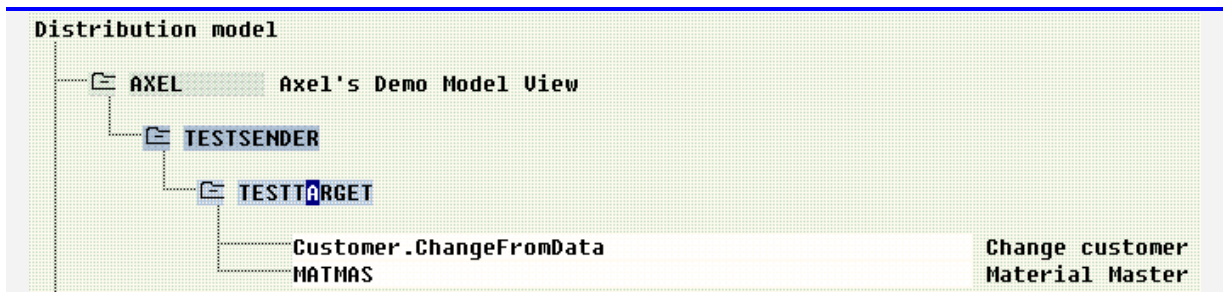 Distribution model
AXEL Axel's Demo Model View
TESTSENDER
TESTTARGET
Customer.ChangeFromData Change customer
MATMAS Material Master